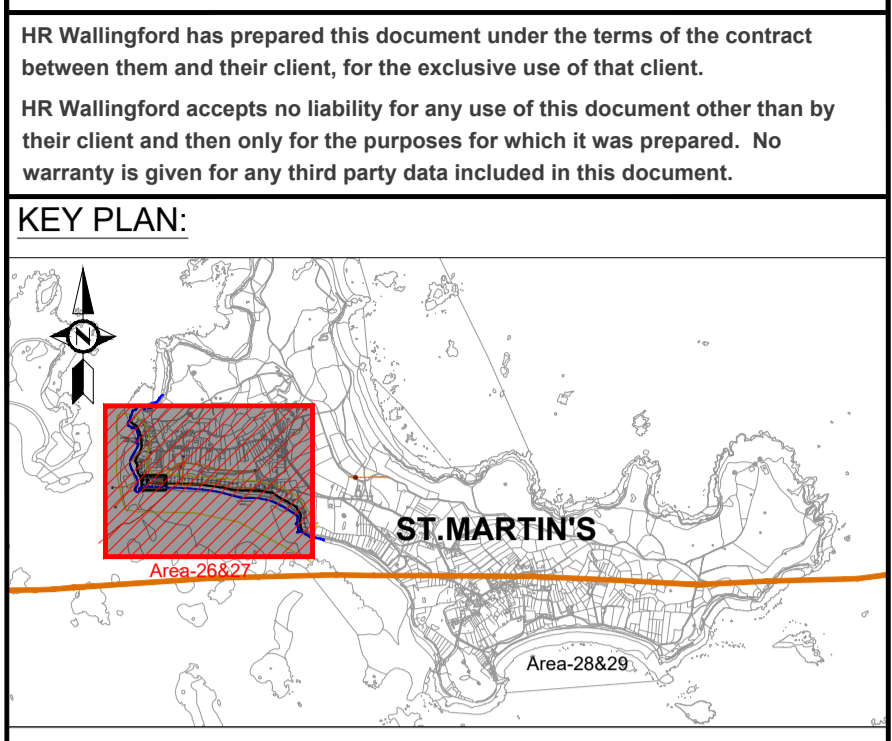 HR Wallingford has prepared this document under the terms of the contract
between them and their client, for the exclusive use of that client.
HR Wallingford accepts no liability for any use of this document other than by
their client and then only for the purposes for which it was prepared. No
warranty is given for any third party data included in this document.
KEY PLAN:
N
ST.MARTIN'S
Area-26&27
Area-28&29